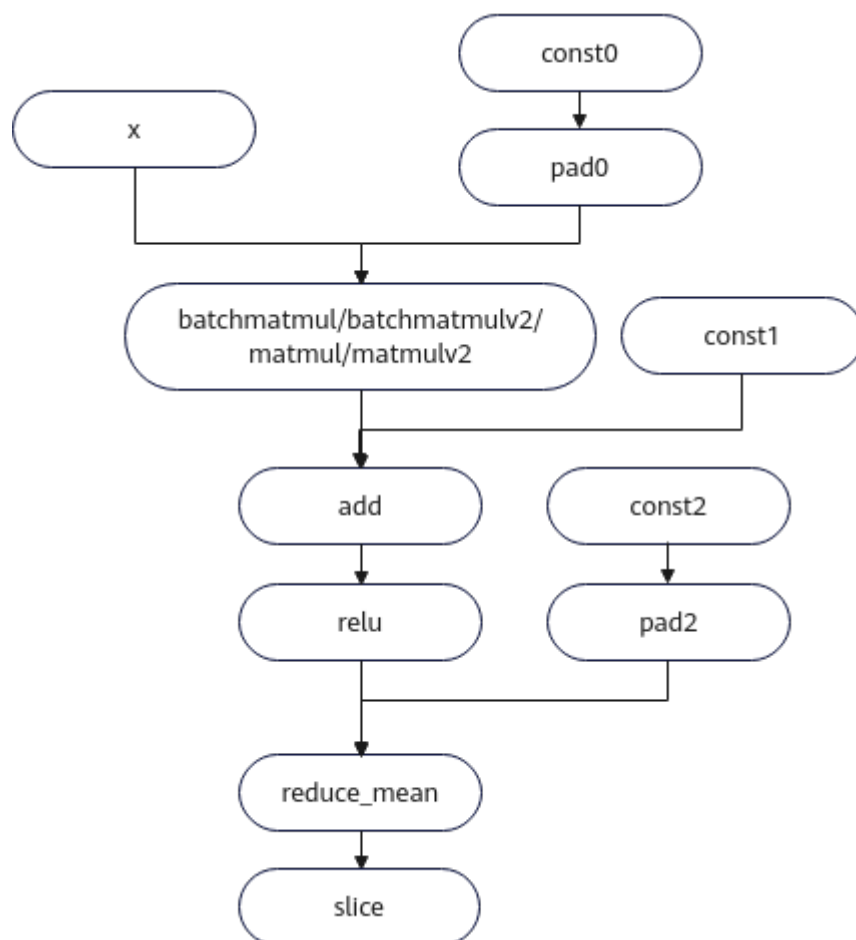 const0
x
pad0
batchmatmul/batchmatmulv2/
matmul/matmulv2
const1
add
const2
relu
pad2
reduce_mean
slice